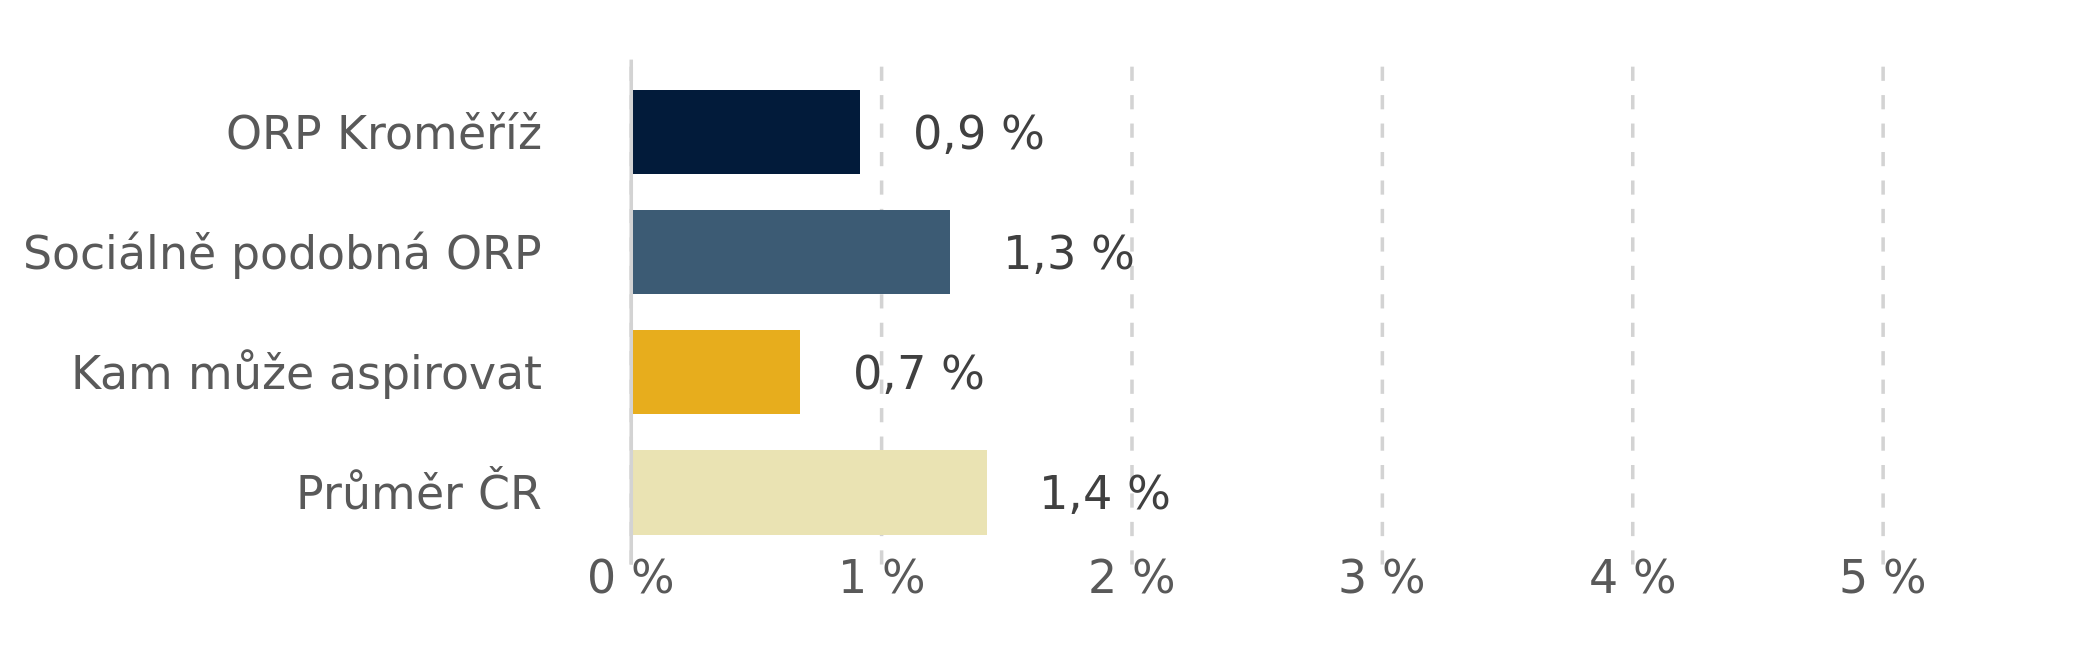 ORP Kroměříž 0,9 %
Sociálně podobná ORP 1,3 %
Kam může aspirovat 0,7 %
Průměr ČR 1,4 %
0 % 1 % 2 % 3 % 4 % 5 %